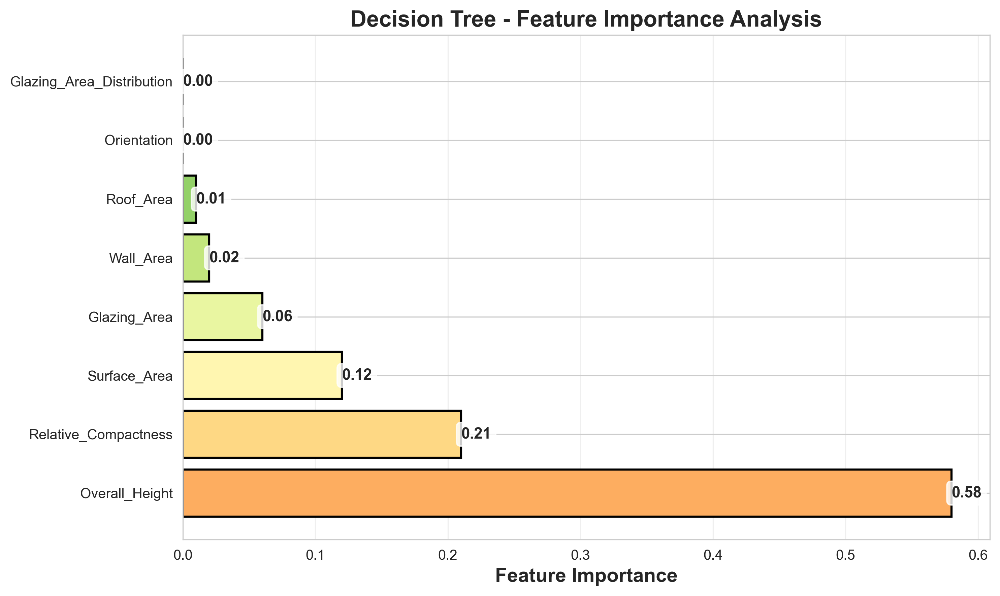 Decision Tree - Feature Importance Analysis
Glazing_Area_Distribution 0.00
Orientation 0.00
Roof_Area 0.01
Wall_Area 0.02
Glazing_Area 0.06
Surface_Area 0.12
Relative_Compactness 0.21
Overall_Height 0.58
0.0 0.1 0.2 0.3 0.4 0.5 0.6
Feature Importance